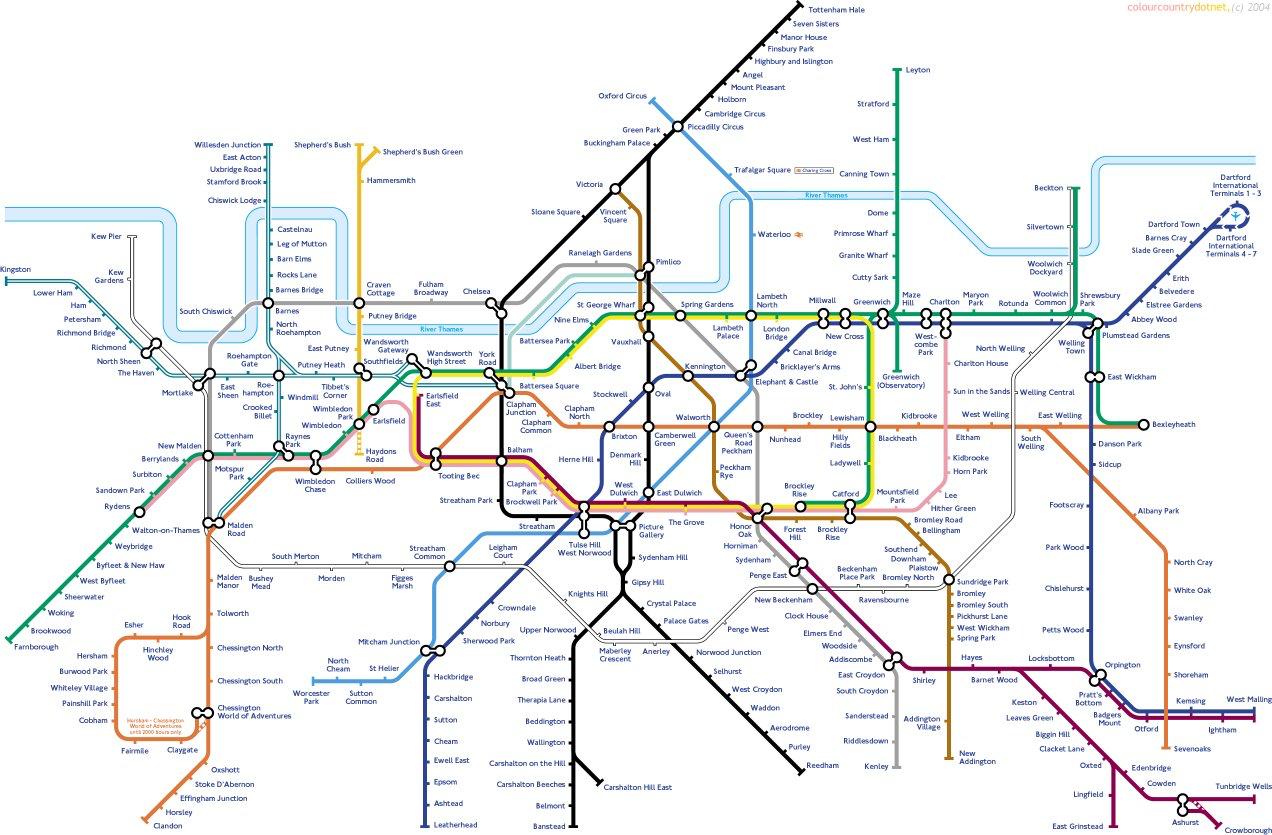 colourcountrydotnet, (c) 2004
Tottenham Hale
Seven Sisters
Manor House
Finsbury Park
Highbury and Islington
Angel
Mount Pleasant
Holborn
Cambridge Circus
Piccadilly Circus
Oxford Circus
Green Park
Buckingham Palace
Victoria
Sloane Square
Vincent
Square
Trafalgar Square
Charing Cross
River Thames
Waterloo
Leyton
Stratford
West Ham
Canning Town
Dome
Primrose Wharf
Granite Wharf
Cutty Sark
Beckton
Silvertown
Woolwich
Dockyard
Dartford
International
Terminals 1 - 3
Dartford
International
Terminals 4 - 7
Dartford Town
Barnes Cray
Slade Green
Erith
Belvedere
Elstree Gardens
Abbey Wood
Plumstead Gardens
Willesden Junction
East Acton
Uxbridge Road
Stamford Brook
Chiswick Lodge
Castelnau
Leg of Mutton
Barn Elms
Rocks Lane
Barnes Bridge
Barnes
North
Roehampton
Shepherd's Bush
Shepherd's Bush Green
Hammersmith
Craven
Cottage
Putney Bridge
East Putney
Southfields
Fulham
Broadway
Chelsea
Ranelagh Gardens
Pimlico
River Thames
Kew Pier
Kew
Gardens
Kingston
Lower Ham
Ham
Petersham
Richmond Bridge
Richmond
North Sheen
The Haven
Mortlake
South Chiswick
East
Sheen
Roehampton
Gate
Roe-
hampton
Crooked
Billet
Windmill
Putney Heath
Tibbet's
Corner
Wandsworth
Gateway
Wandsworth
High Street
York
Road
Battersea Park
Nine Elms
St George Wharf
Albert Bridge
Battersea Square
Vauxhall
Spring Gardens
Lambeth
Palace
Lambeth
North
London
Bridge
Millwall
New Cross
Canal Bridge
Bricklayer's Arms
Elephant & Castle
Kennington
Oval
Stockwell
Greenwich
Maze
Hill
Charlton
Maryon
Park
Rotunda
Woolwich
Common
Shrewsbury
Park
West-
combe
Park
Greenwich
(Observatory)
Welling
Town
North Welling
Welling Central
Charlton House
Sun in the Sands
East Wickham
Bexleyheath
Danson Park
Sidcup
Footscray
Park Wood
Chislehurst
Petts Wood
Orpington
Clapham
Junction
Clapham
Common
Clapham
North
Brixton
Camberwell
Green
Walworth
Queen's
Road
Peckham
Nunhead
Brockley
Hilly
Fields
Lewisham
St. John's
Ladywell
Blackheath
Kidbrooke
Eltham
West Welling
South
Welling
East Welling
Kidbrooke
Horn Park
Lee
Hither Green
Mountsfield
Park
Catford
Brockley
Rise
Brockley
Rise
Forest
Hill
Honor
Oak
Horniman
Sydenham
Penge East
Peckham
Rye
East Dulwich
West
Dulwich
Denmark
Hill
Herne Hill
The Grove
Picture
Gallery
Tulse Hill
West Norwood
Brockwell Park
Clapham
Park
Balham
Tooting Bec
Earlsfield
East
Earlsfield
Wimbledon
Park
Wimbledon
Haydons
Road
Colliers Wood
Wimbledon
Chase
Raynes
Park
Cottenham
Park
Motspur
Park
New Malden
Surbiton
Sandown Park
Rydens
Walton-on-Thames
Weybridge
Byfleet & New Haw
West Byfleet
Sheerwater
Woking
Brookwood
Farnborough
Malden
Road
Malden
Manor
Tolworth
Chessington North
Chessington South
Chessington
World of Adventures
Hook
Road
Hinchley
Wood
Esher
Hersham
Burwood Park
Whiteley Village
Painshill Park
Cobham
Fairmile
Claygate
Horsham - Chessington
World of Adventures
until 2000 hours only
Oxshott
Stoke D'Abernon
Effingham Junction
Horsley
Clandon
Bushey
Mead
South Merton
Morden
Mitcham
Figges
Marsh
Streatham
Common
Leigham
Court
Streatham
Streatham Park
Crowndale
Norbury
Sherwood Park
Mitcham Junction
St Helier
Sutton
Common
North
Cheam
Worcester
Park
Hackbridge
Carshalton
Sutton
Cheam
Ewell East
Epsom
Ashtead
Leatherhead
Sydenham Hill
Gipsy Hill
Knights Hill
Crystal Palace
Palace Gates
Upper Norwood
Beulah Hill
Maberley
Crescent
Anerley
Penge West
Norwood Junction
Selhurst
West Croydon
Waddon
Aerodrome
Purley
Reedham
Thornton Heath
Broad Green
Therapia Lane
Beddington
Wallington
Carshalton on the Hill
Carshalton Beeches
Carshalton Hill East
Belmont
Banstead
New Beckenham
Clock House
Elmers End
Woodside
Addiscombe
East Croydon
South Croydon
Sanderstead
Riddlesdown
Kenley
Beckenham
Place Park
Ravensbourne
Bromley Road
Bellingham
Southend
Downham
Plaistow
Bromley North
Sundridge Park
Bromley
Bromley South
Pickhurst Lane
West Wickham
Spring Park
Addington
Village
New
Addington
Shirley
Hayes
Barnet Wood
Locksbottom
Pratt's
Bottom
Badgers
Mount
Otford
Kemsing
Ightham
West Malling
Keston
Leaves Green
Biggin Hill
Clacket Lane
Oxted
Lingfield
East Grinstead
Edenbridge
Cowden
Ashurst
Tunbridge Wells
Crowborough
Albany Park
North Cray
White Oak
Swanley
Eynsford
Shoreham
Sevenoaks